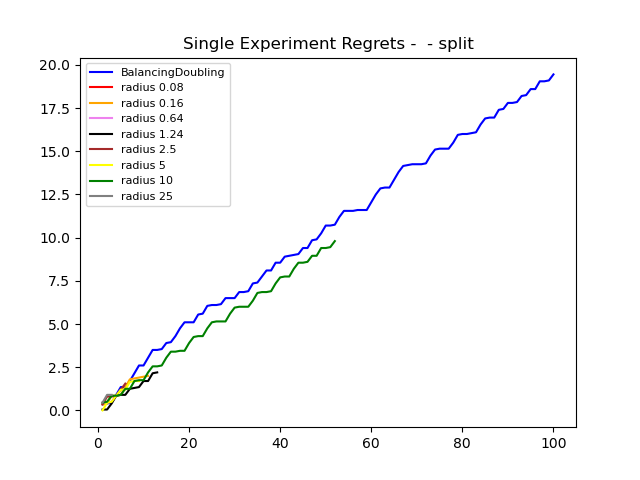 Single Experiment Regrets -  - split
20.0
17.5
15.0
12.5
10.0
7.5
5.0
2.5
0.0
BalancingDoubling
radius 0.08
radius 0.16
radius 0.64
radius 1.24
radius 2.5
radius 5
radius 10
radius 25
0 20 40 60 80 100